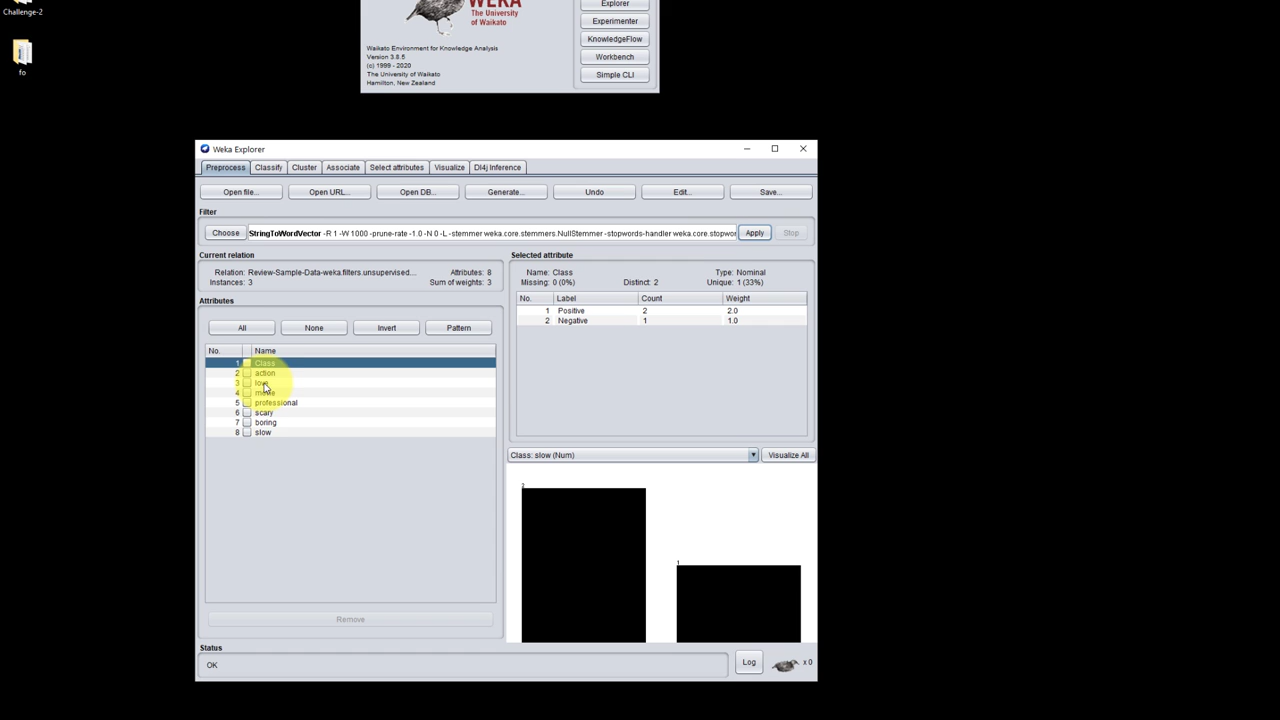 Challenge-2
fo
WEKA
The University
of Waikato
Waikato Environment for Knowledge Analysis
Version 3.8.5
(c) 1999 - 2020
The University of Waikato
Hamilton, New Zealand
Explorer
Experimenter
KnowledgeFlow
Workbench
Simple CLI
Weka Explorer
Preprocess Classify Cluster Associate Select attributes Visualize Dl4j Inference
Open file... Open URL... Open DB... Generate... Undo Edit... Save...
Filter
Choose StringToWordVector -R 1 -W 1000 -prune-rate -1.0 -N 0 -L -stemmer weka.core.stemmers.NullStemmer -stopwords-handler weka.core.stopwor Apply Stop
Current relation
Relation: Review-Sample-Data-weka.filters.unsupervised.... Attributes: 8
Instances: 3 Sum of weights: 3
Attributes
All None Invert Pattern
No. Name
1 Class
2 action
3 love
4 movie
5 professional
6 scary
7 boring
8 slow
Remove
Selected attribute
Name: Class Type: Nominal
Missing: 0 (0%) Distinct: 2 Unique: 1 (33%)
No. Label Count Weight
1 Positive 2 2.0
2 Negative 1 1.0
Class: slow (Num) Visualize All
2
1
Status
OK
Log x 0